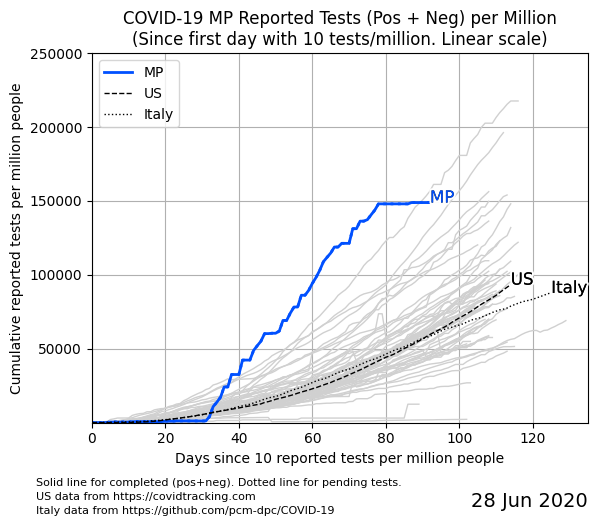 COVID-19 MP Reported Tests (Pos + Neg) per Million
(Since first day with 10 tests/million. Linear scale)
Cumulative reported tests per million people
250000
200000
150000
100000
50000
MP
US
Italy
MP
US
Italy
0
20
40
60
80
100
120
Days since 10 reported tests per million people
Solid line for completed (pos+neg). Dotted line for pending tests.
US data from https://covidtracking.com
Italy data from https://github.com/pcm-dpc/COVID-19
28 Jun 2020